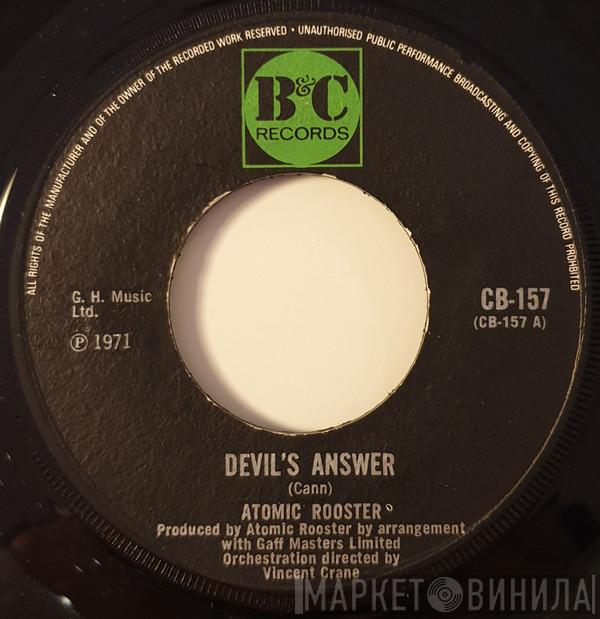 ALL RIGHTS OF THE MANUFACTURER AND OF THE OWNER OF THE RECORDED WORK RESERVED • UNAUTHORISED PUBLIC PERFORMANCE BROADCASTING AND COPYING OF THIS RECORD PROHIBITED
B&C
RECORDS
G. H. Music
Ltd.
℗ 1971
CB-157
(CB-157 A)
DEVIL'S ANSWER
(Cann)
ATOMIC ROOSTER
Produced by Atomic Rooster by arrangement
with Gaff Masters Limited
Orchestration directed by
Vincent Crane
МАРКЕТ ВИНИЛА